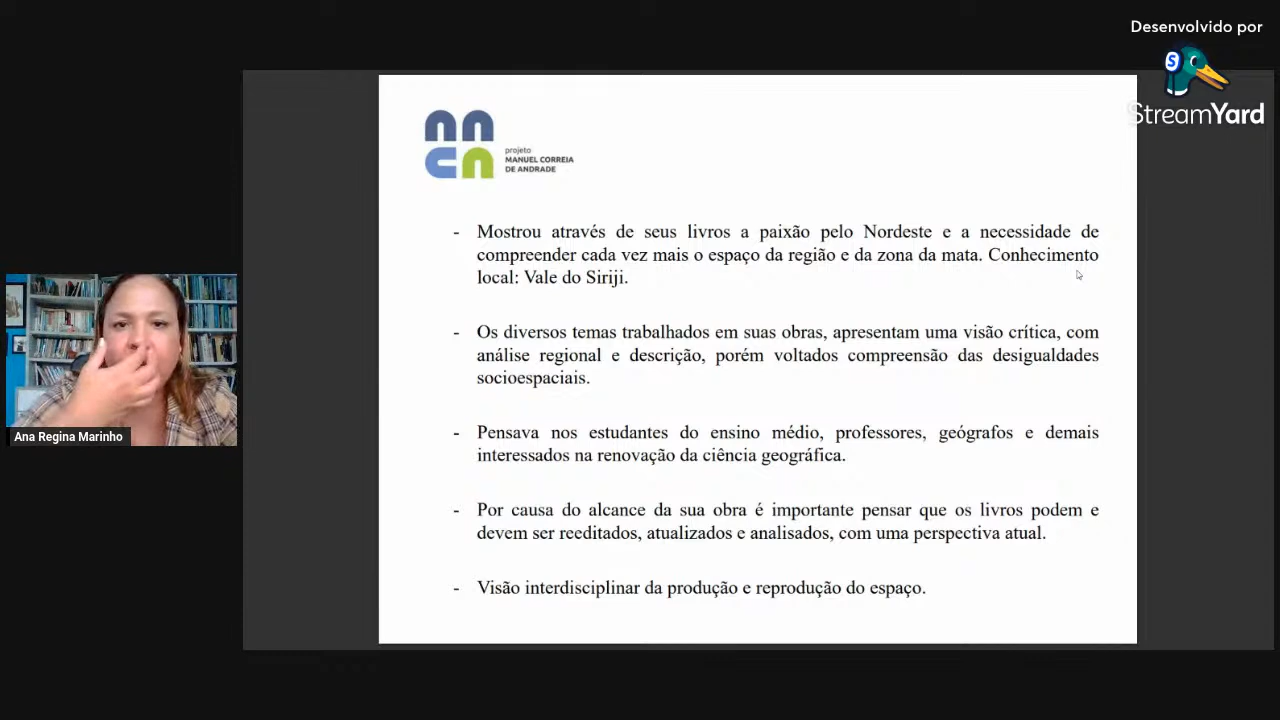 Desenvolvido por
StreamYard
projeto
MANUEL CORREIA
DE ANDRADE
- Mostrou através de seus livros a paixão pelo Nordeste e a necessidade de
compreender cada vez mais o espaço da região e da zona da mata. Conhecimento
local: Vale do Siriji.
- Os diversos temas trabalhados em suas obras, apresentam uma visão crítica, com
análise regional e descrição, porém voltados compreensão das desigualdades
socioespaciais.
- Pensava nos estudantes do ensino médio, professores, geógrafos e demais
interessados na renovação da ciência geográfica.
- Por causa do alcance da sua obra é importante pensar que os livros podem e
devem ser reeditados, atualizados e analisados, com uma perspectiva atual.
- Visão interdisciplinar da produção e reprodução do espaço.
Ana Regina Marinho